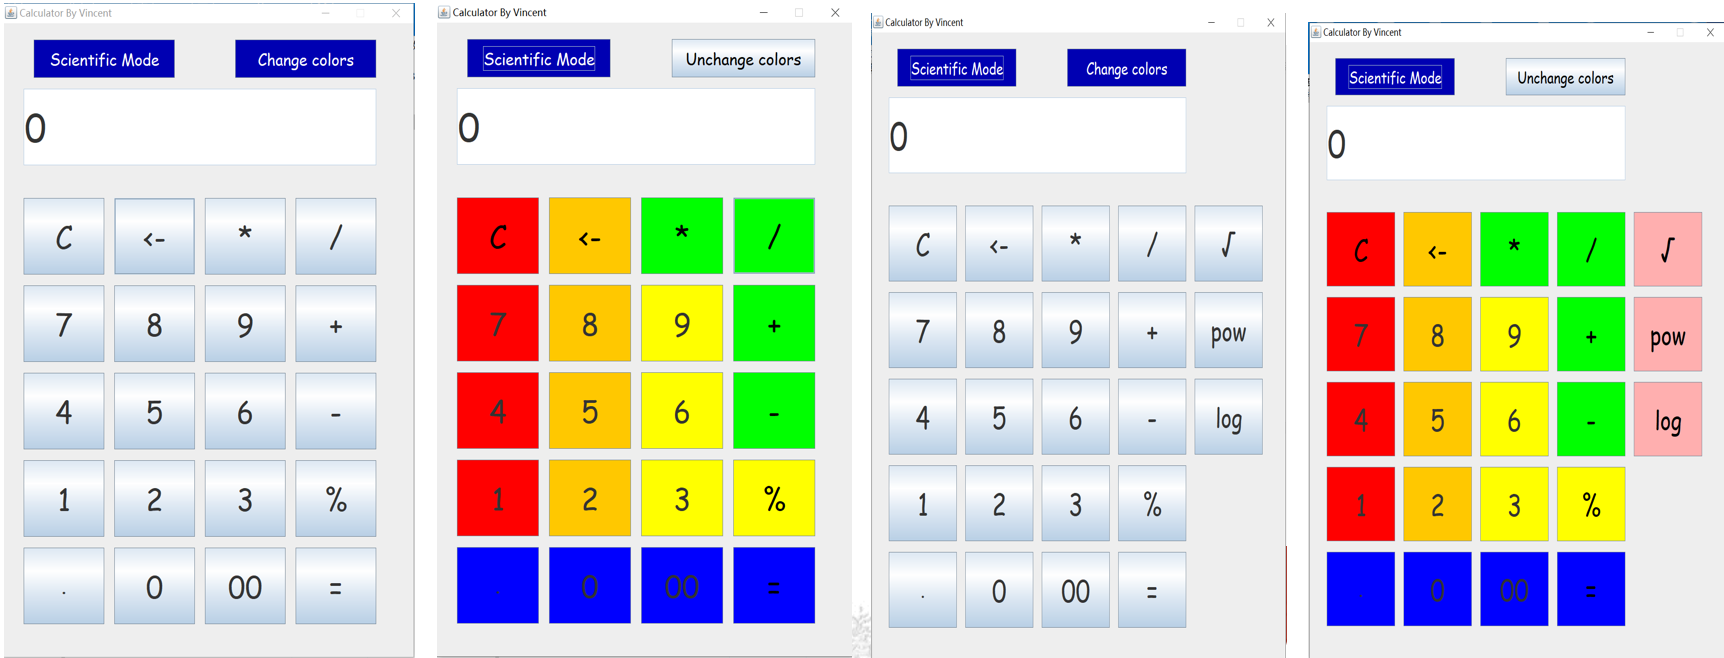 Calculator By Vincent
Scientific Mode Change colors
0
C <- * /
7 8 9 +
4 5 6 -
1 2 3 %
. 0 00 =
Calculator By Vincent
Scientific Mode Unchange colors
0
C <- * /
7 8 9 +
4 5 6 -
1 2 3 %
. 0 00 =
Calculator By Vincent
Scientific Mode Change colors
0
C <- * / √
7 8 9 + pow
4 5 6 - log
1 2 3 %
. 0 00 =
Calculator By Vincent
Scientific Mode Unchange colors
0
C <- * / √
7 8 9 + pow
4 5 6 - log
1 2 3 %
. 0 00 =